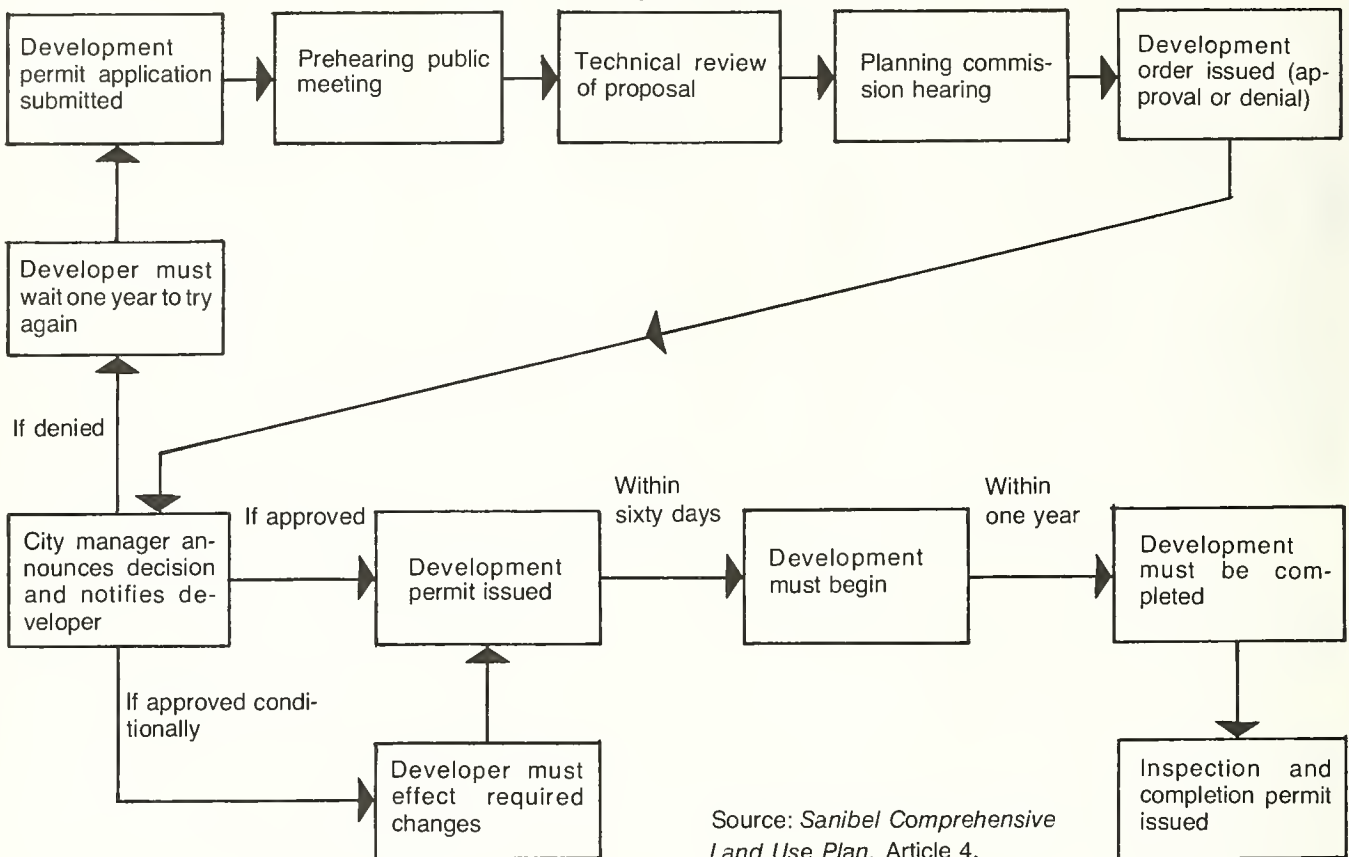 Development
permit application
submitted
Prehearing public
meeting
Technical review
of proposal
Planning commis-
sion hearing
Development
order issued (ap-
proval or denial)
Developer must
wait one year to try
again
If denied
City manager an-
nounces decision
and notifies de-
veloper
If approved
Development
permit issued
Within
sixty days
Development
must begin
Within
one year
Development
must be com-
pleted
If approved condi-
tionally
Developer must
effect required
changes
Inspection and
completion permit
issued
Source: Sanibel Comprehensive
Land Use Plan, Article 4.